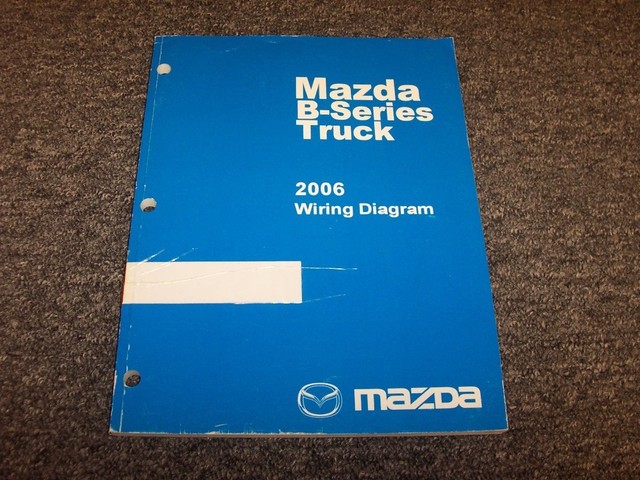 Mazda
B-Series
Truck
2006
Wiring Diagram
mazda